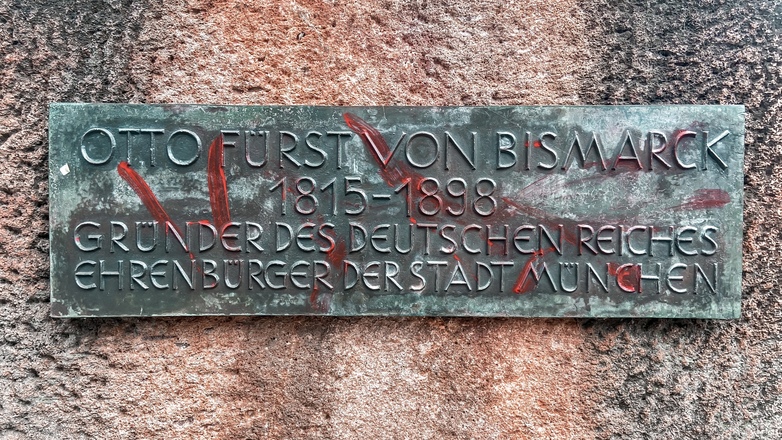 OTTO FÜRST VON BISMARCK
1815-1898
GRÜNDER DES DEUTSCHEN REICHES
EHRENBÜRGER DER STADT MÜNCHEN